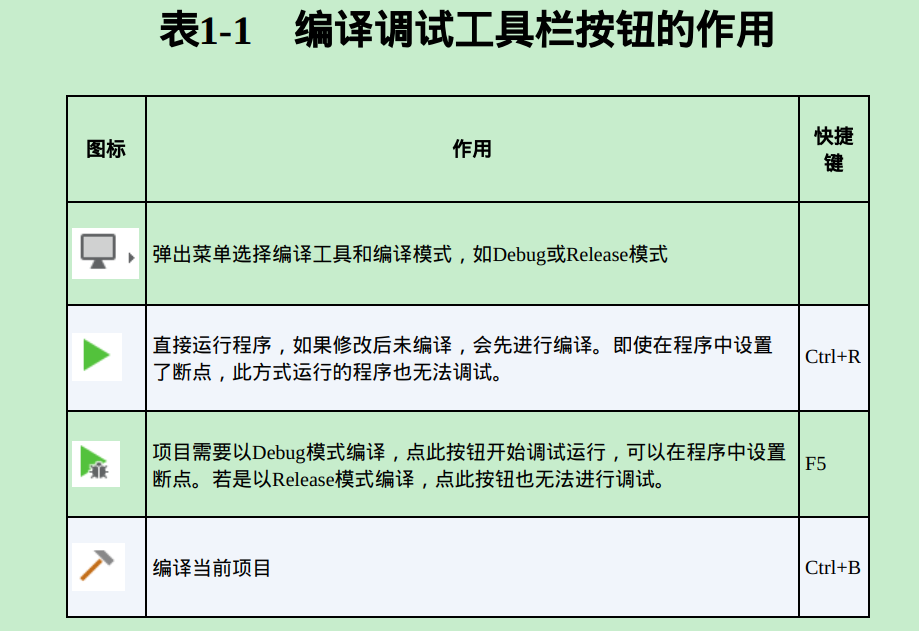 表1-1 编译调试工具栏按钮的作用
图标
作用
快捷
键
弹出菜单选择编译工具和编译模式，如Debug或Release模式
直接运行程序，如果修改后未编译，会先进行编译。即使在程序中设置
了断点，此方式运行的程序也无法调试。
Ctrl+R
项目需要以Debug模式编译，点此按钮开始调试运行，可以在程序中设置
断点。若是以Release模式编译，点此按钮也无法进行调试。
F5
编译当前项目
Ctrl+B